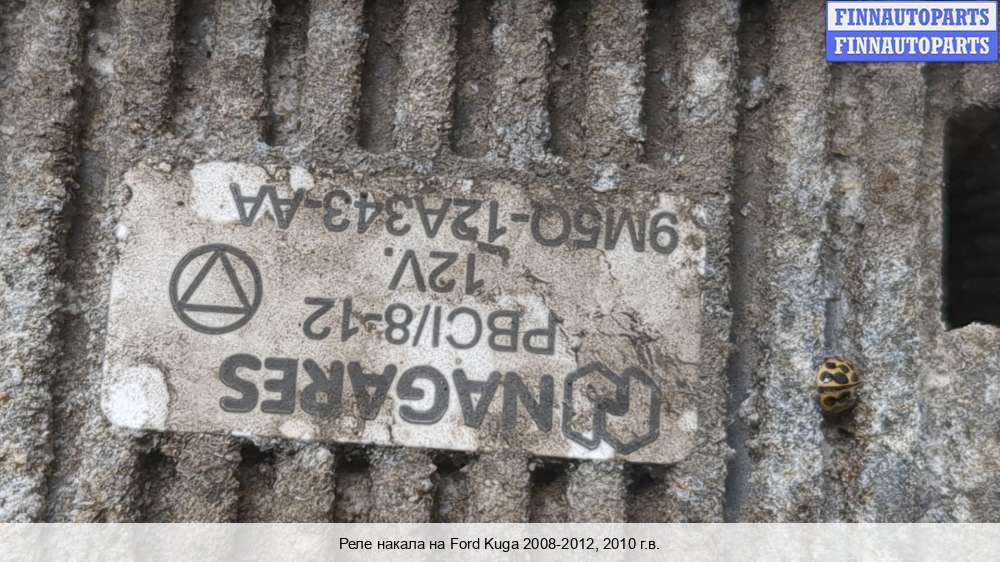 FINNAUTOPARTS
FINNAUTOPARTS
NAGARES
PBCI/8-12
12V.
9M5Q-12A343-AA
Реле накала на Ford Kuga 2008-2012, 2010 г.в.